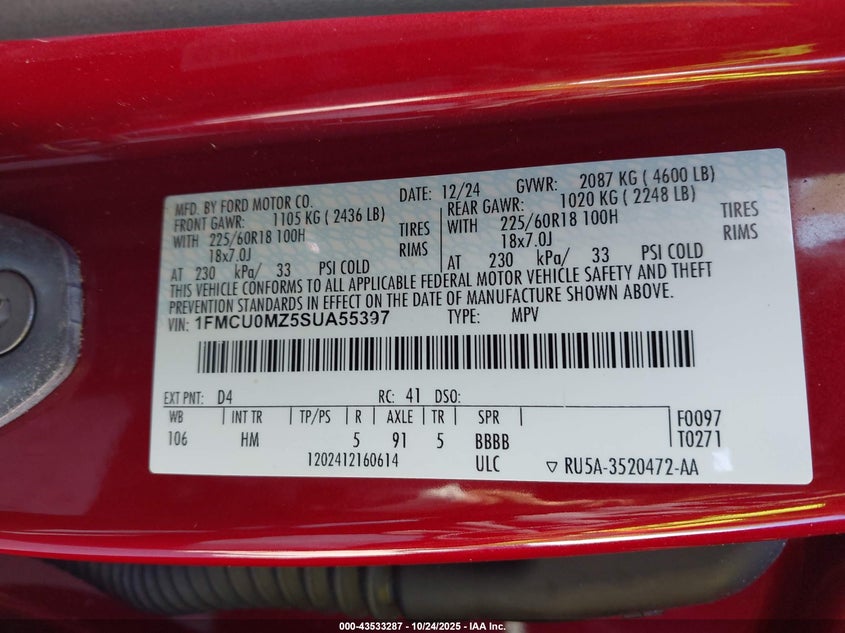 MFD. BY FORD MOTOR CO. DATE: 12/24 GVWR: 2087 KG ( 4600 LB)
FRONT GAWR: 1105 KG ( 2436 LB) REAR GAWR: 1020 KG ( 2248 LB)
WITH 225/60R18 100H TIRES WITH 225/60R18 100H TIRES
18x7.0J RIMS 18x7.0J RIMS
AT 230 kPa/ 33 PSI COLD AT 230 kPa/ 33 PSI COLD
THIS VEHICLE CONFORMS TO ALL APPLICABLE FEDERAL MOTOR VEHICLE SAFETY AND THEFT
PREVENTION STANDARDS IN EFFECT ON THE DATE OF MANUFACTURE SHOWN ABOVE.
VIN: 1FMCU0MZ5SUA55397 TYPE: MPV
EXT PNT: D4 RC: 41 DSO:
WB INT TR TP/PS R AXLE TR SPR F0097
106 HM 5 91 5 BBBB T0271
1202412160614 ULC ▽ RU5A-3520472-AA
000-43533287 - 10/24/2025 - IAA Inc.